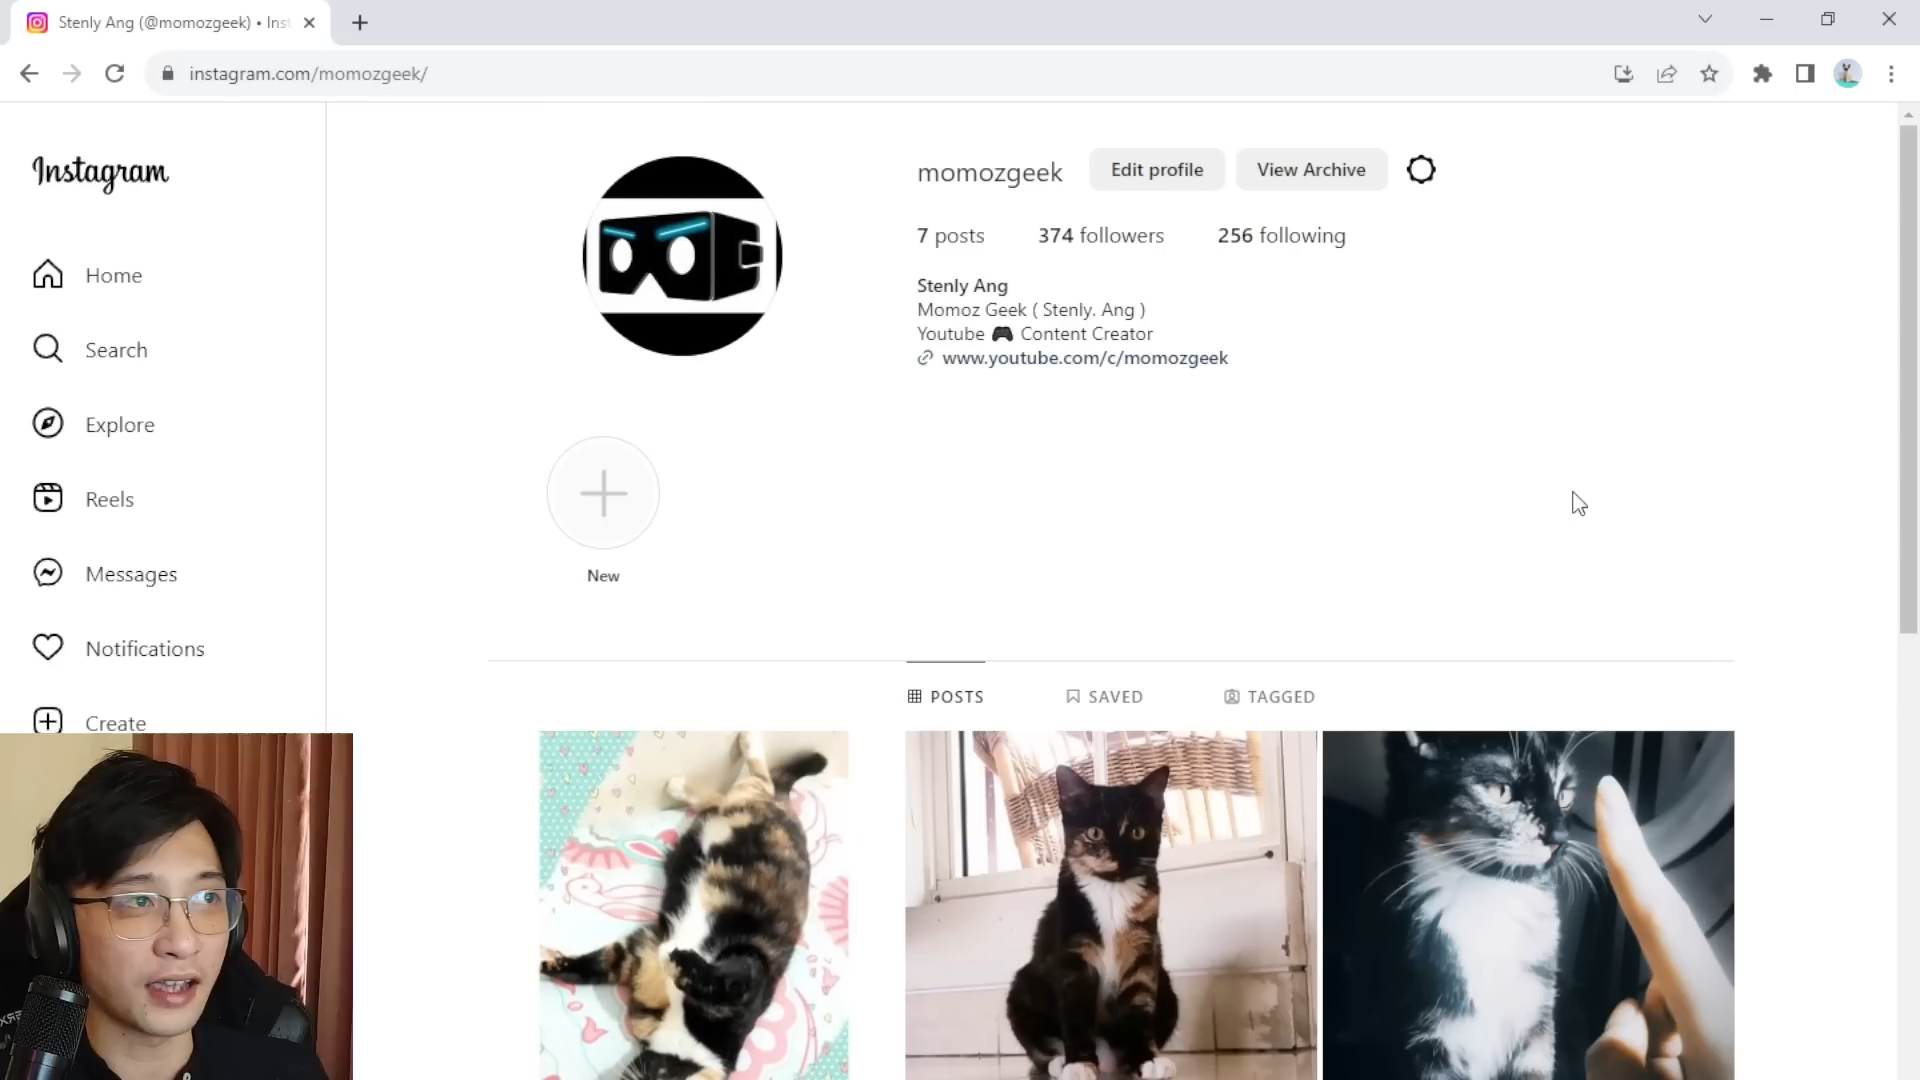 Stenly Ang (@momozgeek) • Inst
instagram.com/momozgeek/
Instagram
Home
Search
Explore
Reels
Messages
Notifications
Create
momozgeek
Edit profile
View Archive
7 posts
374 followers
256 following
Stenly Ang
Momoz Geek ( Stenly. Ang )
Youtube 🎮 Content Creator
www.youtube.com/c/momozgeek
New
POSTS
SAVED
TAGGED